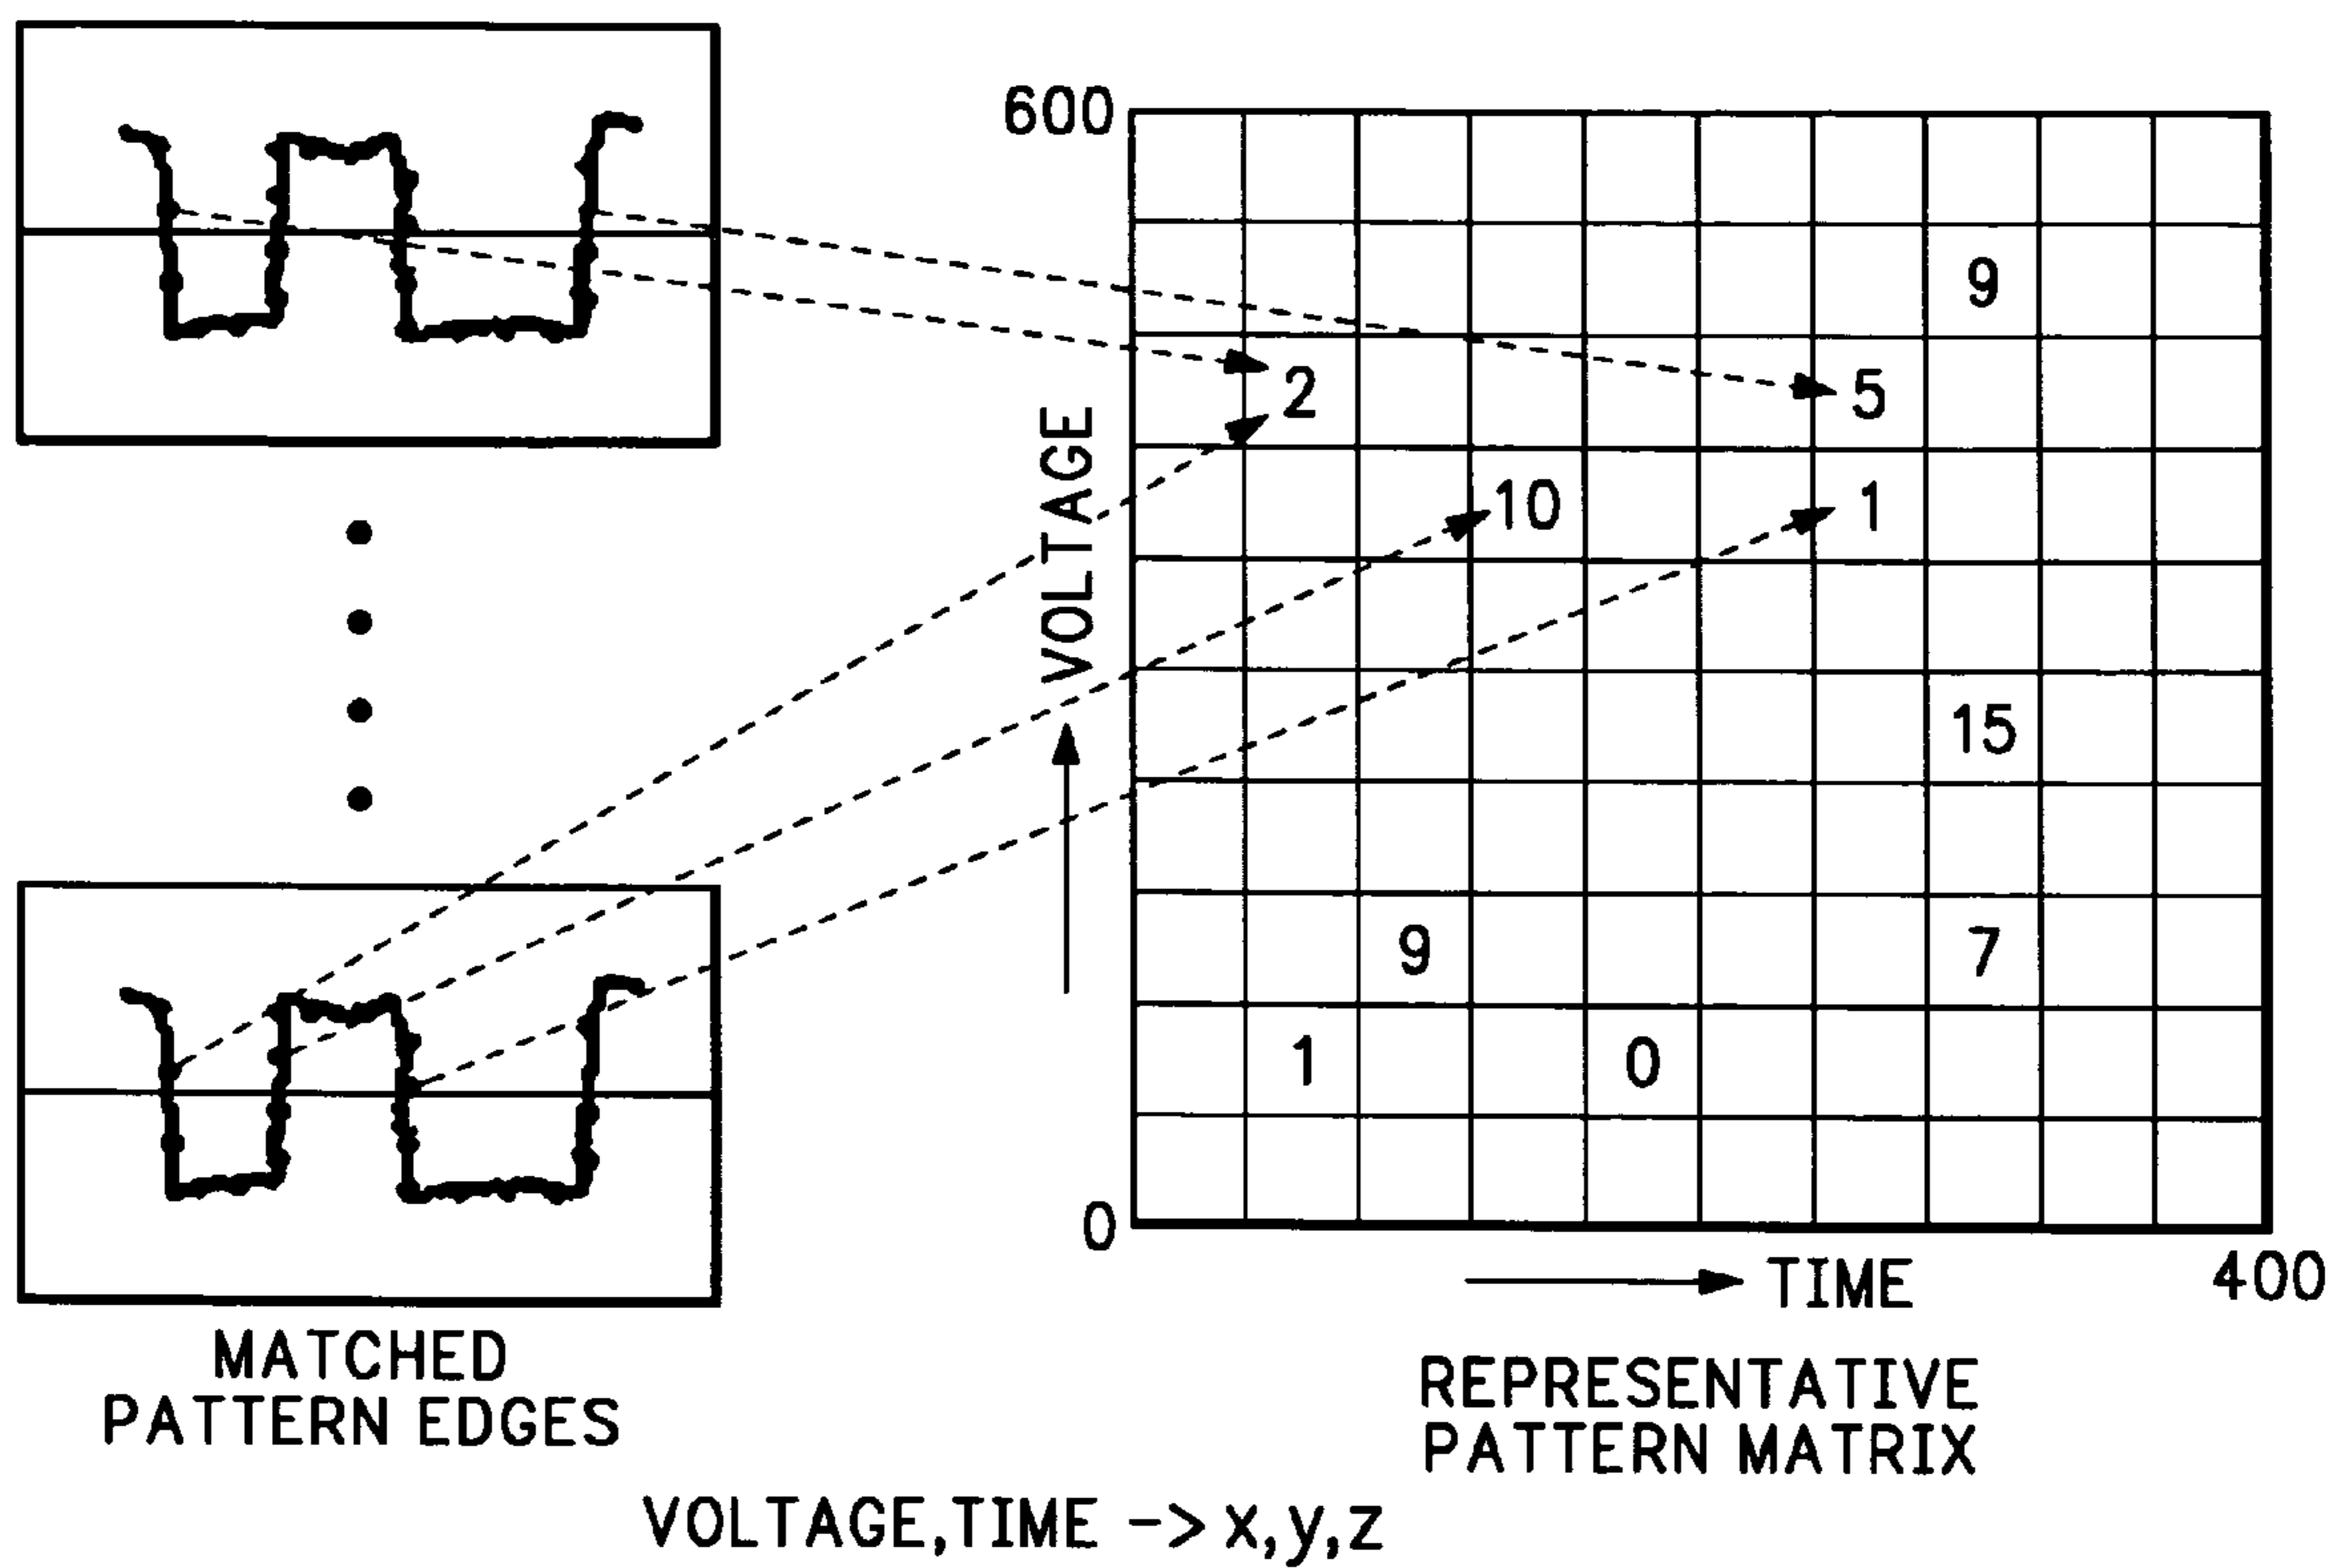 600
9
2 5
VOLTAGE
10 1
15
9 7
1 0
0
TIME
400
MATCHED
PATTERN EDGES
REPRESENTATIVE
PATTERN MATRIX
VOLTAGE,TIME -> x,y,z